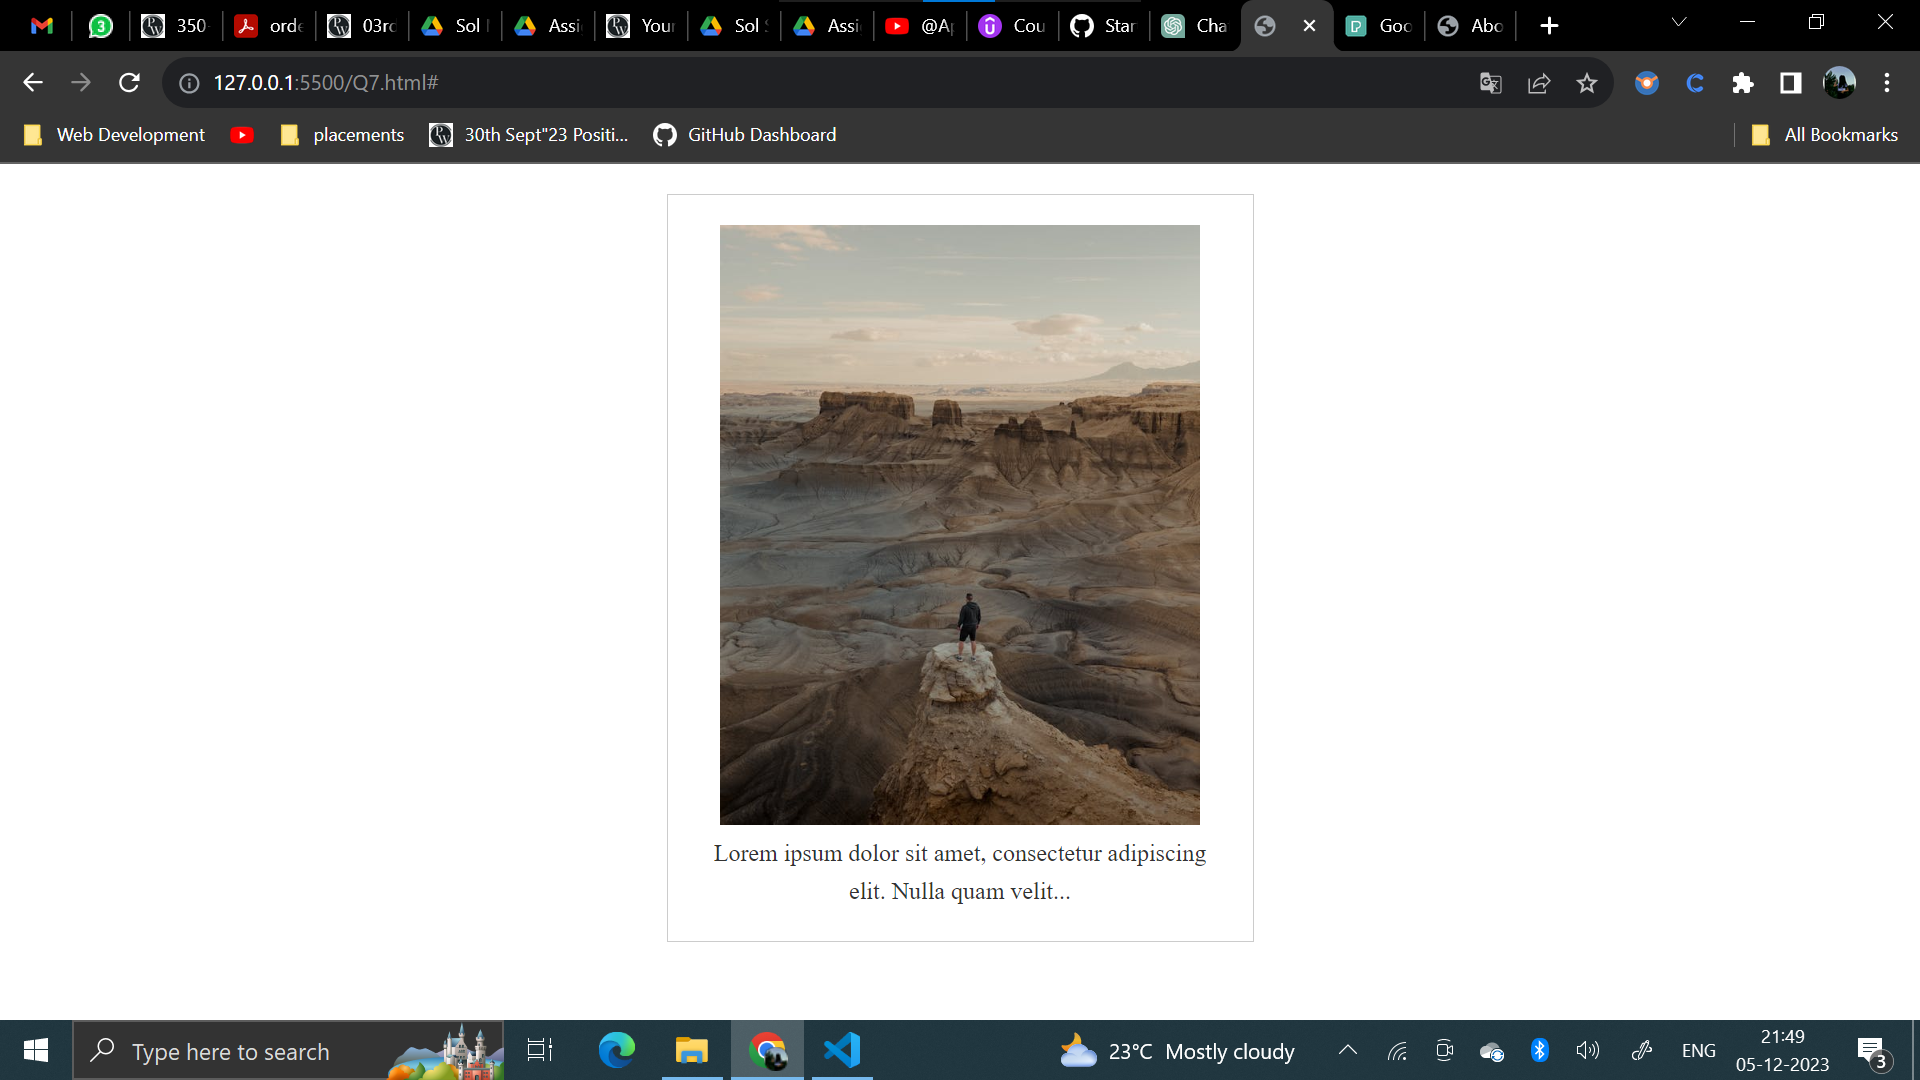 3
350-
orde
03rd
Sol
Assi
Your
Sol
Assi
@Ap
Cou
Star
Cha
Goo
Abo
127.0.0.1:5500/Q7.html#
Web Development
placements
30th Sept"23 Positi...
GitHub Dashboard
All Bookmarks
Lorem ipsum dolor sit amet, consectetur adipiscing
elit. Nulla quam velit...
Type here to search
23°C Mostly cloudy
ENG
21:49
05-12-2023
3